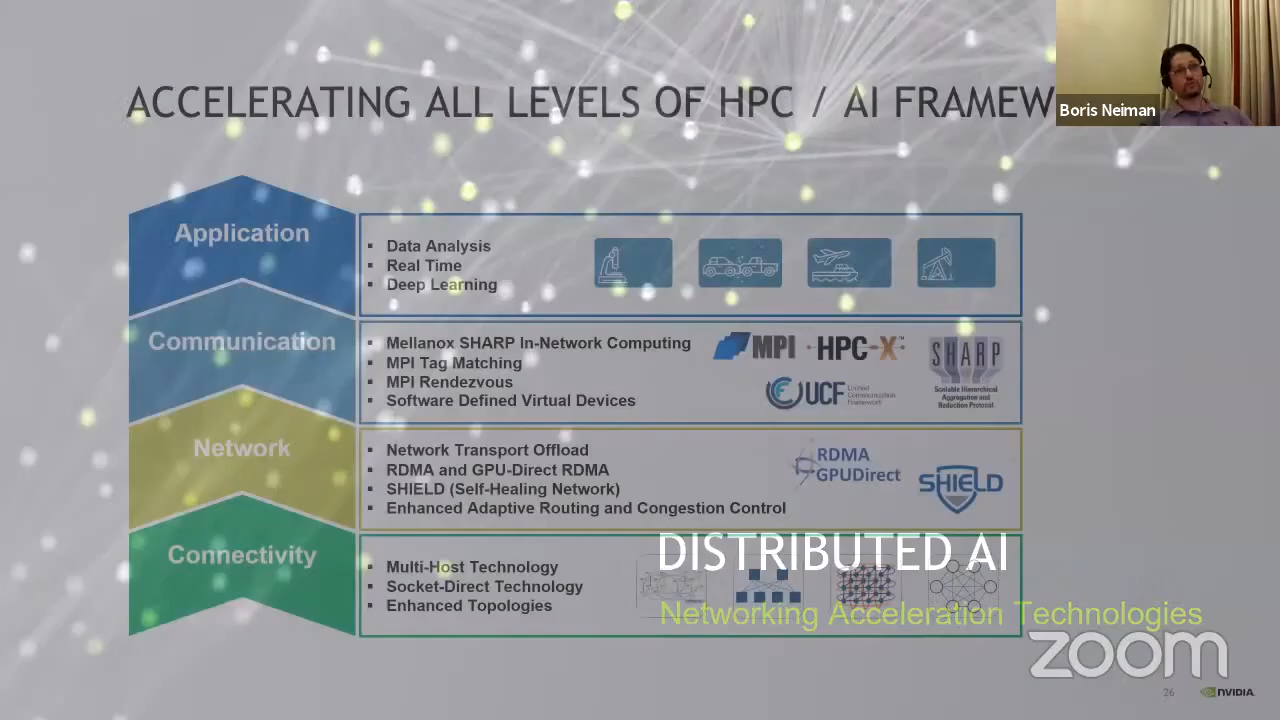 ACCELERATING ALL LEVELS OF HPC / AI FRAMEW
Boris Neiman
Application
▪ Data Analysis
▪ Real Time
▪ Deep Learning
Communication
▪ Mellanox SHARP In-Network Computing
▪ MPI Tag Matching
▪ MPI Rendezvous
▪ Software Defined Virtual Devices
MPI
HPC-X™
UCF Unified
Communication
Framework
SHARP
Scalable Hierarchical
Aggregation and
Reduction Protocol
Network
▪ Network Transport Offload
▪ RDMA and GPU-Direct RDMA
▪ SHIELD (Self-Healing Network)
▪ Enhanced Adaptive Routing and Congestion Control
RDMA
GPUDirect
SHIELD
Connectivity
▪ Multi-Host Technology
▪ Socket-Direct Technology
▪ Enhanced Topologies
DISTRIBUTED AI
Networking Acceleration Technologies
zoom
26
NVIDIA